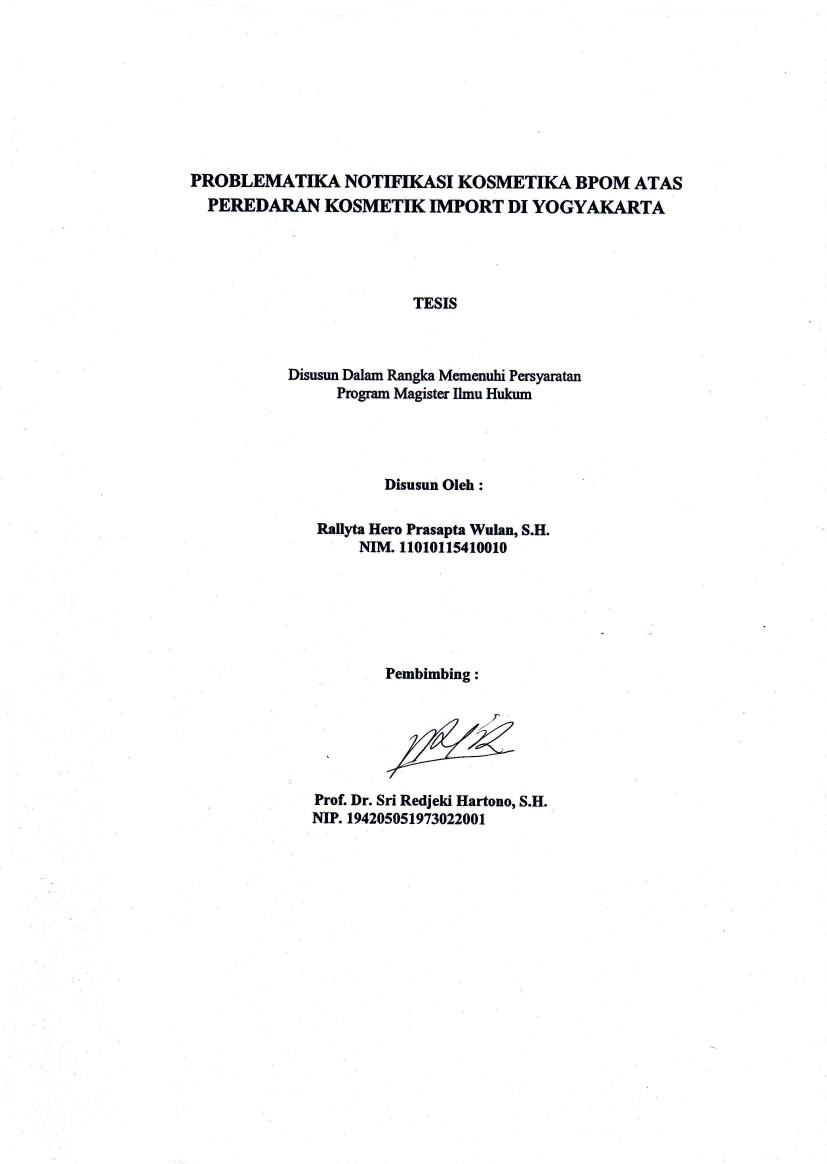 PROBLEMATIKA NOTIFIKASI KOSMETIKA BPOM ATAS
PEREDARAN KOSMETIK IMPORT DI YOGYAKARTA
TESIS
Disusun Dalam Rangka Memenuhi Persyaratan
Program Magister Ilmu Hukum
Disusun Oleh :
Rallyta Hero Prasapta Wulan, S.H.
NIM. 11010115410010
Pembimbing :
Prof. Dr. Sri Redjeki Hartono, S.H.
NIP. 194205051973022001